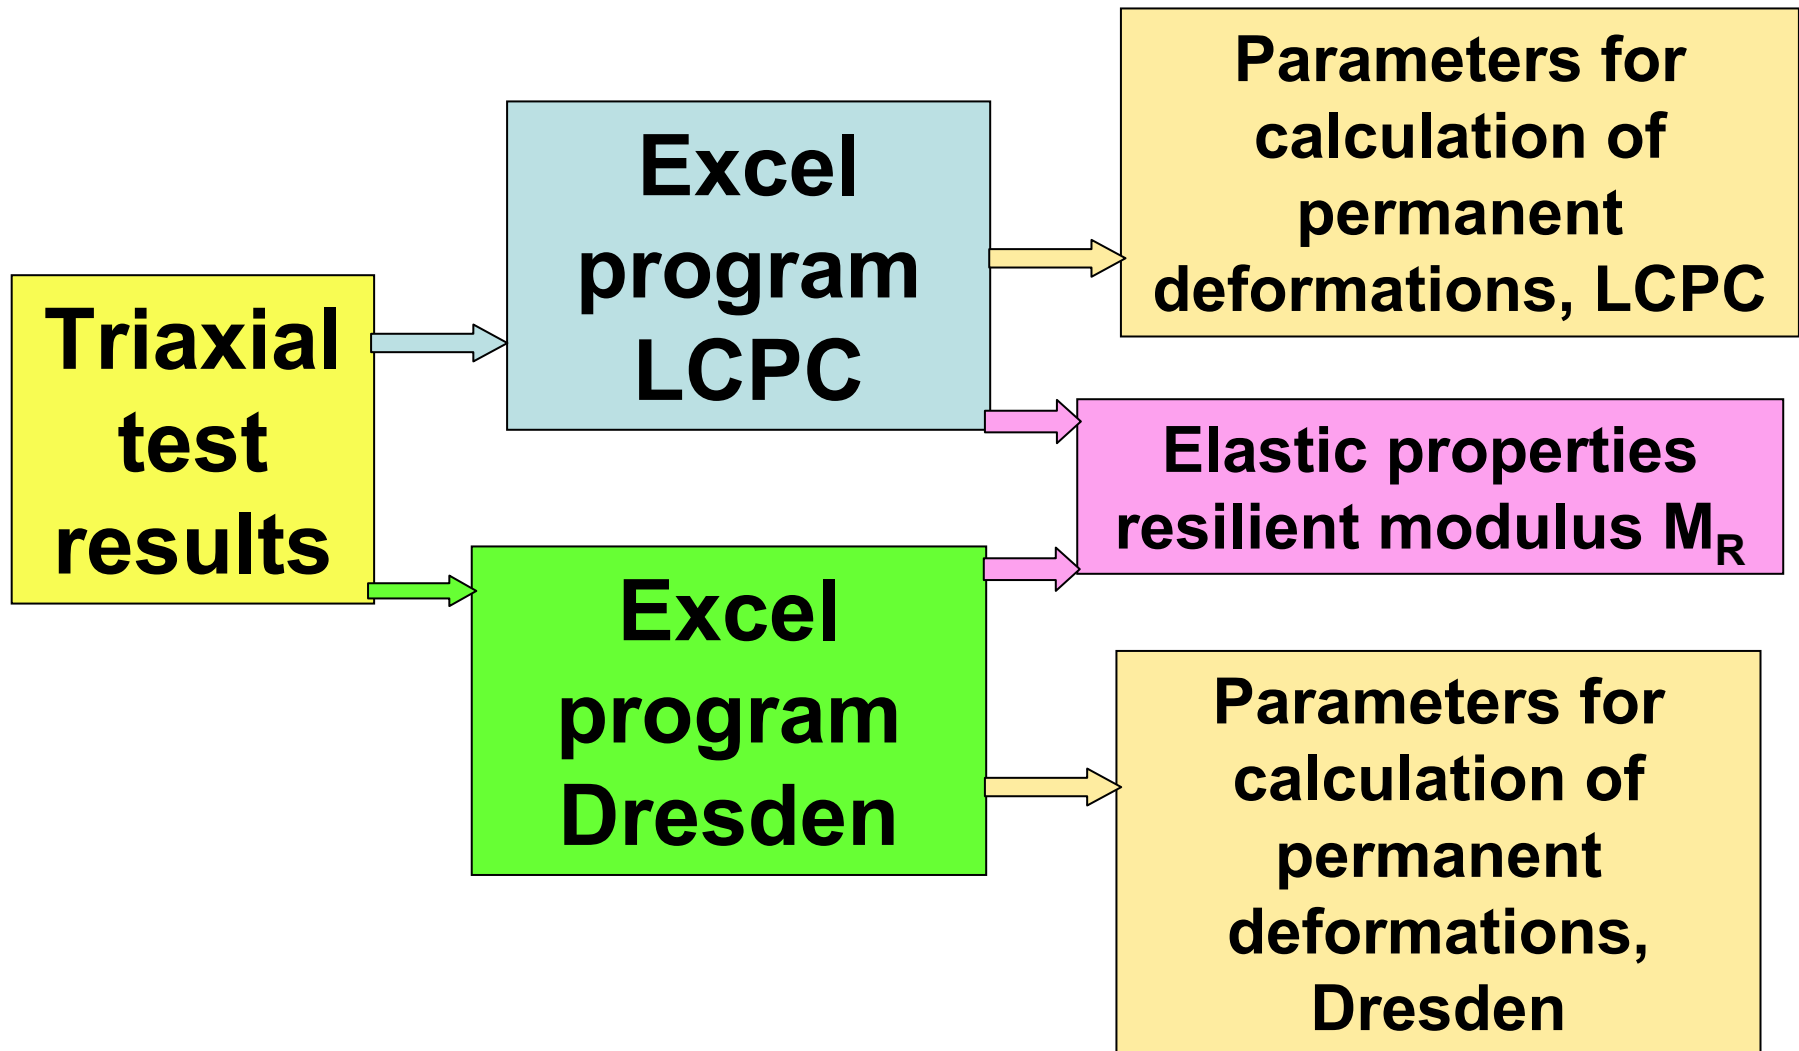 Triaxial
test
results
Excel
program
LCPC
Excel
program
Dresden
Parameters for
calculation of
permanent
deformations, LCPC
Elastic properties
resilient modulus M_R
Parameters for
calculation of
permanent
deformations,
Dresden